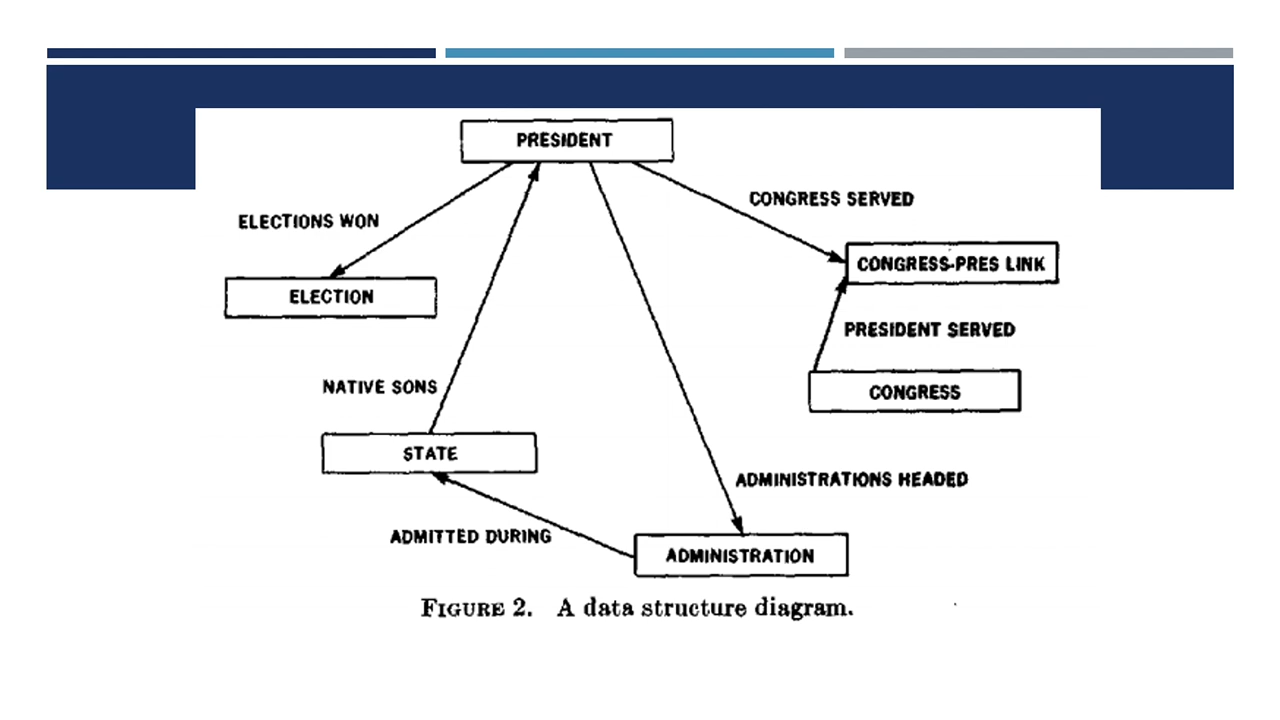 PRESIDENT
CONGRESS SERVED
ELECTIONS WON
CONGRESS-PRES LINK
ELECTION
PRESIDENT SERVED
NATIVE SONS
CONGRESS
STATE
ADMINISTRATIONS HEADED
ADMITTED DURING
ADMINISTRATION
FIGURE 2. A data structure diagram.